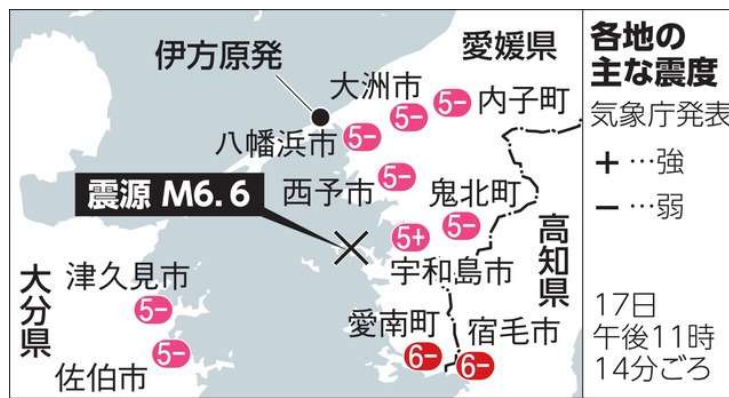 伊方原発
愛媛県
大洲市
5-
5-
内子町
八幡浜市
5-
震源 M6.6
西予市
5-
鬼北町
5-
5+
宇和島市
高知県
大分県
津久見市
5-
佐伯市
5-
愛南町
6-
宿毛市
6-
各地の
主な震度
気象庁発表
+…強
-…弱
17日
午後11時
14分ごろ